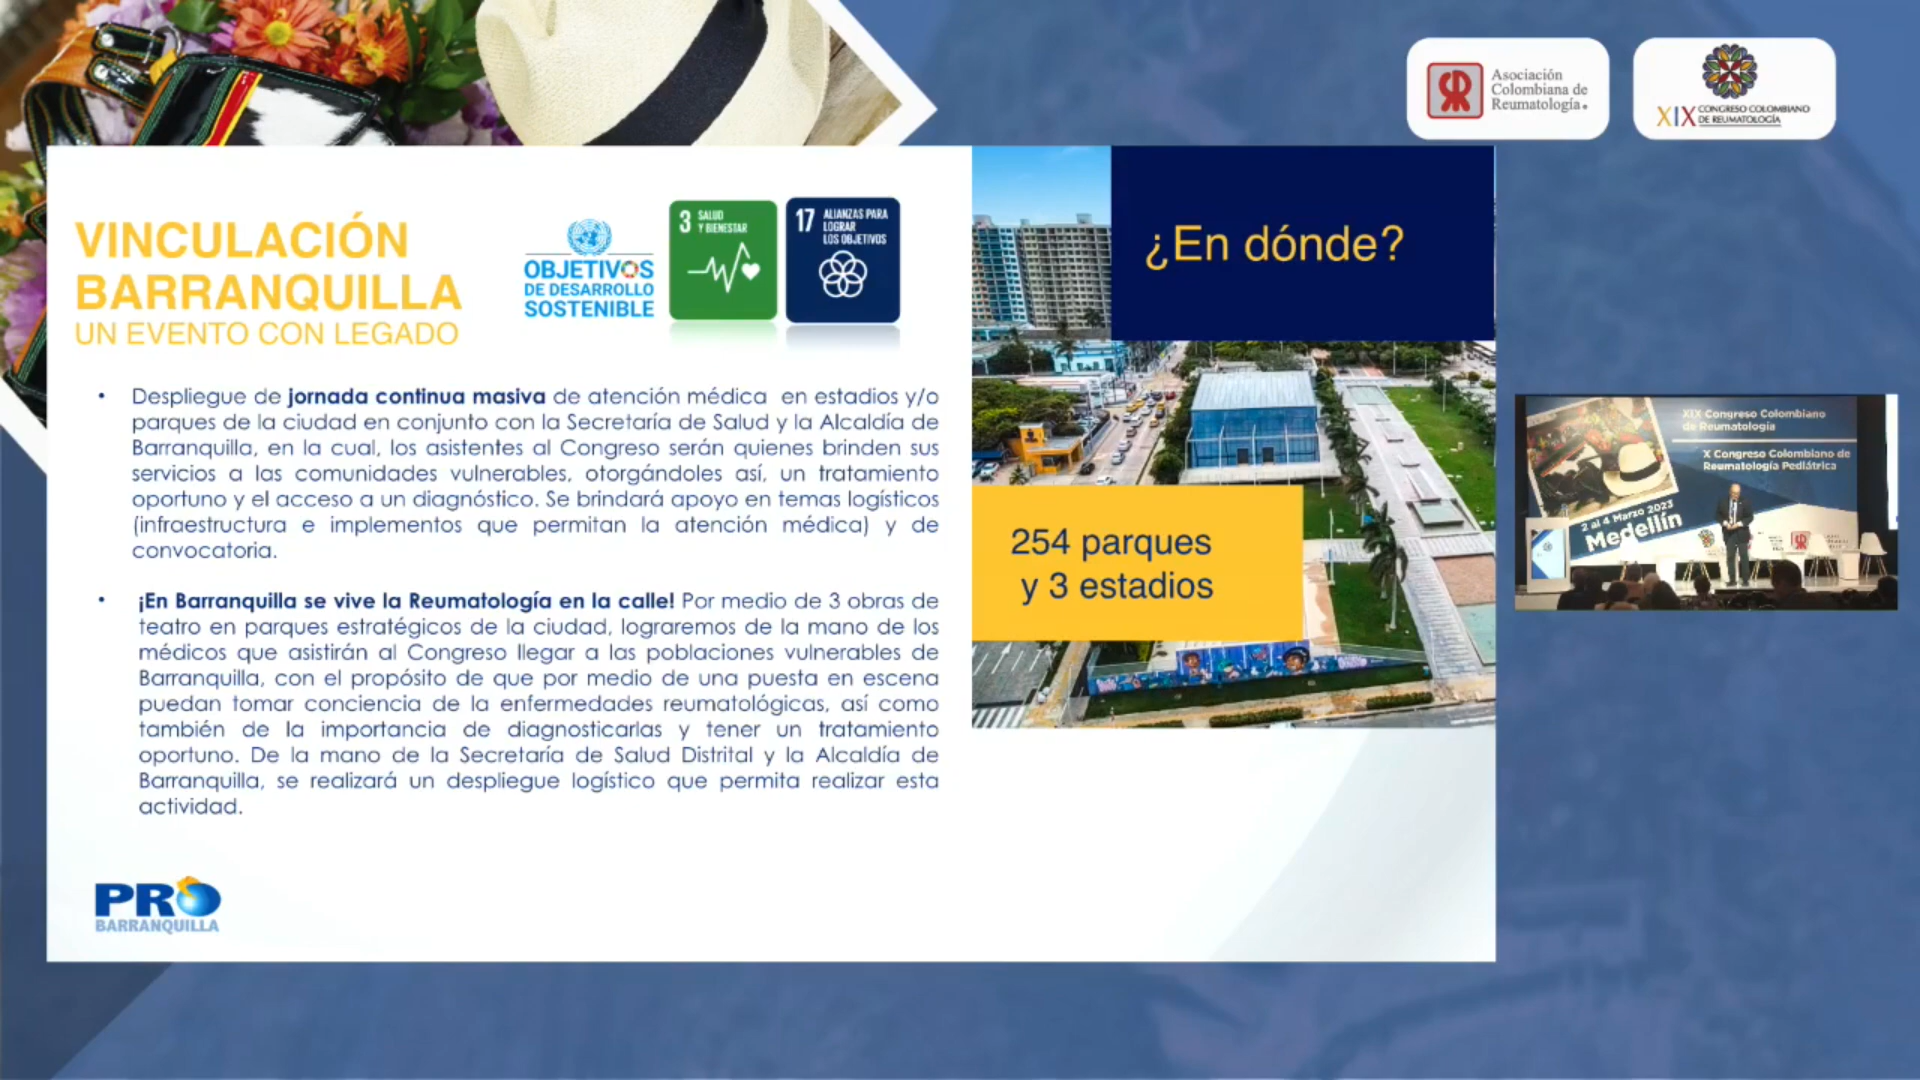 Asociación
Colombiana de
Reumatología.
XIX CONGRESO COLOMBIANO
DE REUMATOLOGÍA
VINCULACIÓN
BARRANQUILLA
UN EVENTO CON LEGADO
OBJETIVOS
DE DESARROLLO
SOSTENIBLE
3 SALUD
Y BIENESTAR
17 ALIANZAS PARA
LOGRAR
LOS OBJETIVOS
¿En dónde?
• Despliegue de jornada continua masiva de atención médica en estadios y/o
parques de la ciudad en conjunto con la Secretaría de Salud y la Alcaldía de
Barranquilla, en la cual, los asistentes al Congreso serán quienes brinden sus
servicios a las comunidades vulnerables, otorgándoles así, un tratamiento
oportuno y el acceso a un diagnóstico. Se brindará apoyo en temas logísticos
(infraestructura e implementos que permitan la atención médica) y de
convocatoria.
• ¡En Barranquilla se vive la Reumatología en la calle! Por medio de 3 obras de
teatro en parques estratégicos de la ciudad, lograremos de la mano de los
médicos que asistirán al Congreso llegar a las poblaciones vulnerables de
Barranquilla, con el propósito de que por medio de una puesta en escena
puedan tomar conciencia de la enfermedades reumatológicas, así como
también de la importancia de diagnosticarlas y tener un tratamiento
oportuno. De la mano de la Secretaría de Salud Distrital y la Alcaldía de
Barranquilla, se realizará un despliegue logístico que permita realizar esta
actividad.
254 parques
y 3 estadios
PRO
BARRANQUILLA
XIX Congreso Colombiano
de Reumatología
X Congreso Colombiano de
Reumatología Pediátrica
2 al 4 Marzo 2023
Medellín